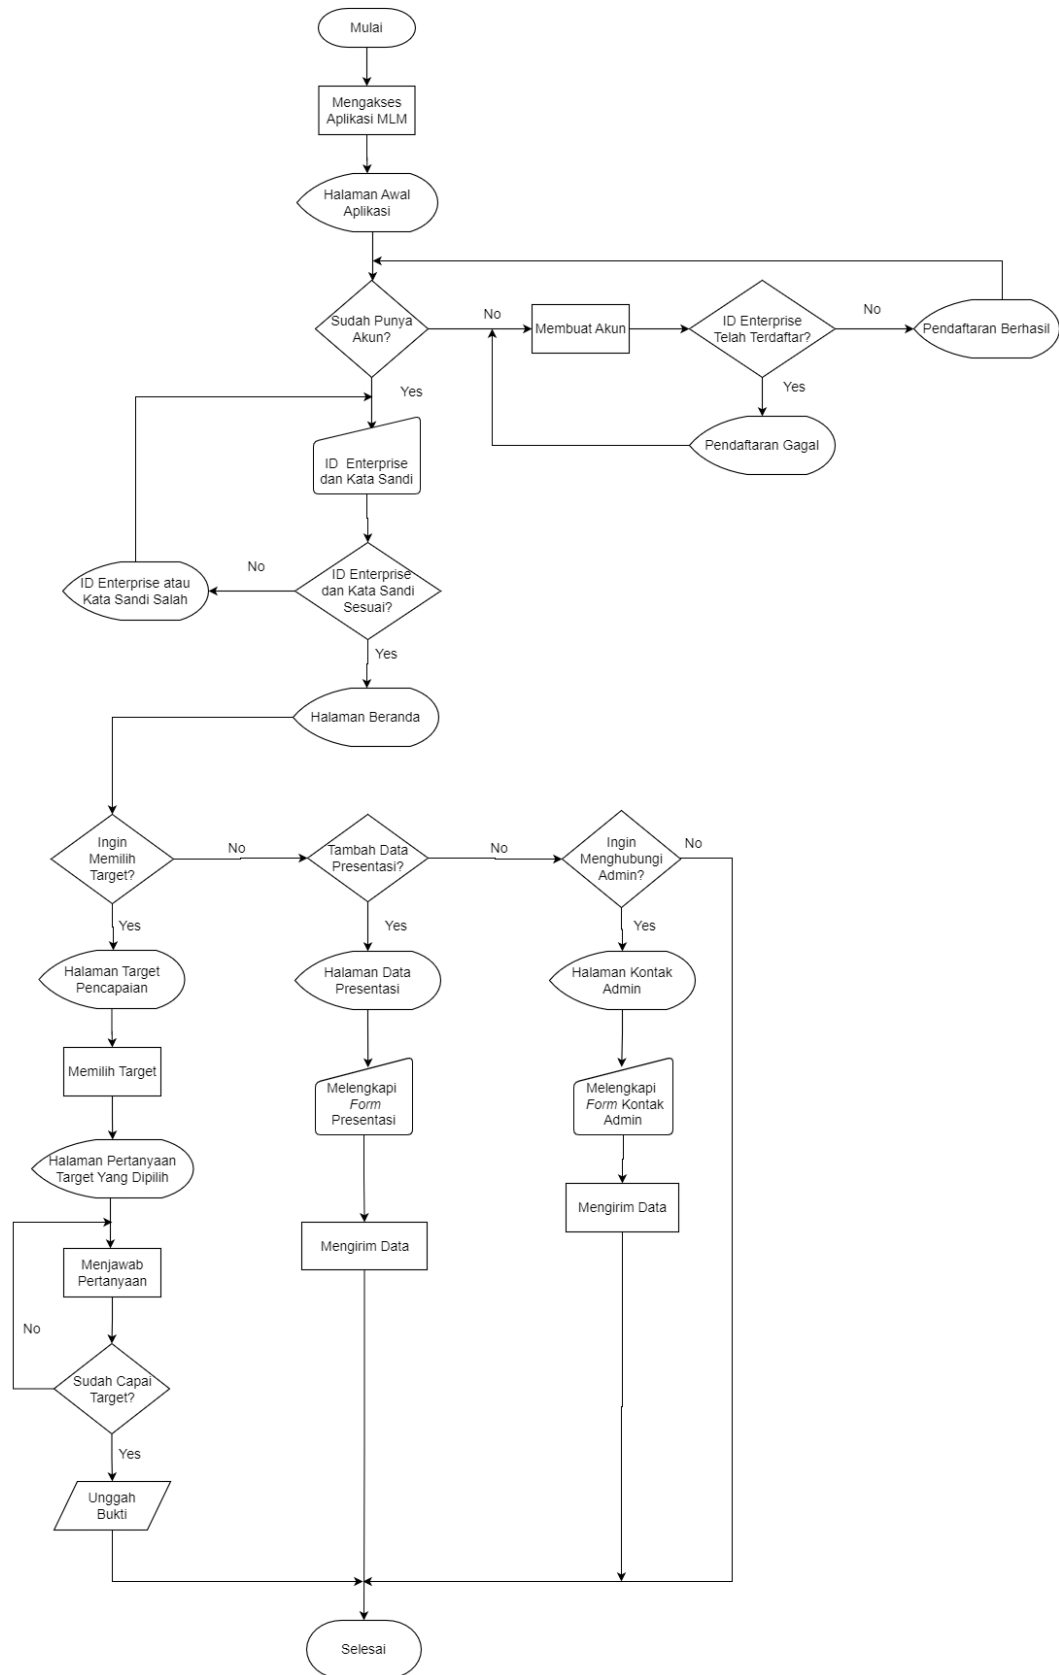 Mulai
Mengakses
Aplikasi MLM
Halaman Awal
Aplikasi
Sudah Punya
Akun?
No
Membuat Akun
ID Enterprise
Telah Terdaftar?
No
Pendaftaran Berhasil
Yes
Yes
Pendaftaran Gagal
ID Enterprise
dan Kata Sandi
No
ID Enterprise atau
Kata Sandi Salah
ID Enterprise
dan Kata Sandi
Sesuai?
Yes
Halaman Beranda
Ingin
Memilih
Target?
No
Tambah Data
Presentasi?
No
Ingin
Menghubungi
Admin?
No
Yes
Yes
Yes
Halaman Target
Pencapaian
Halaman Data
Presentasi
Halaman Kontak
Admin
Memilih Target
Melengkapi
Form
Presentasi
Melengkapi
Form Kontak
Admin
Halaman Pertanyaan
Target Yang Dipilih
Mengirim Data
Mengirim Data
Menjawab
Pertanyaan
No
Sudah Capai
Target?
Yes
Unggah
Bukti
Selesai